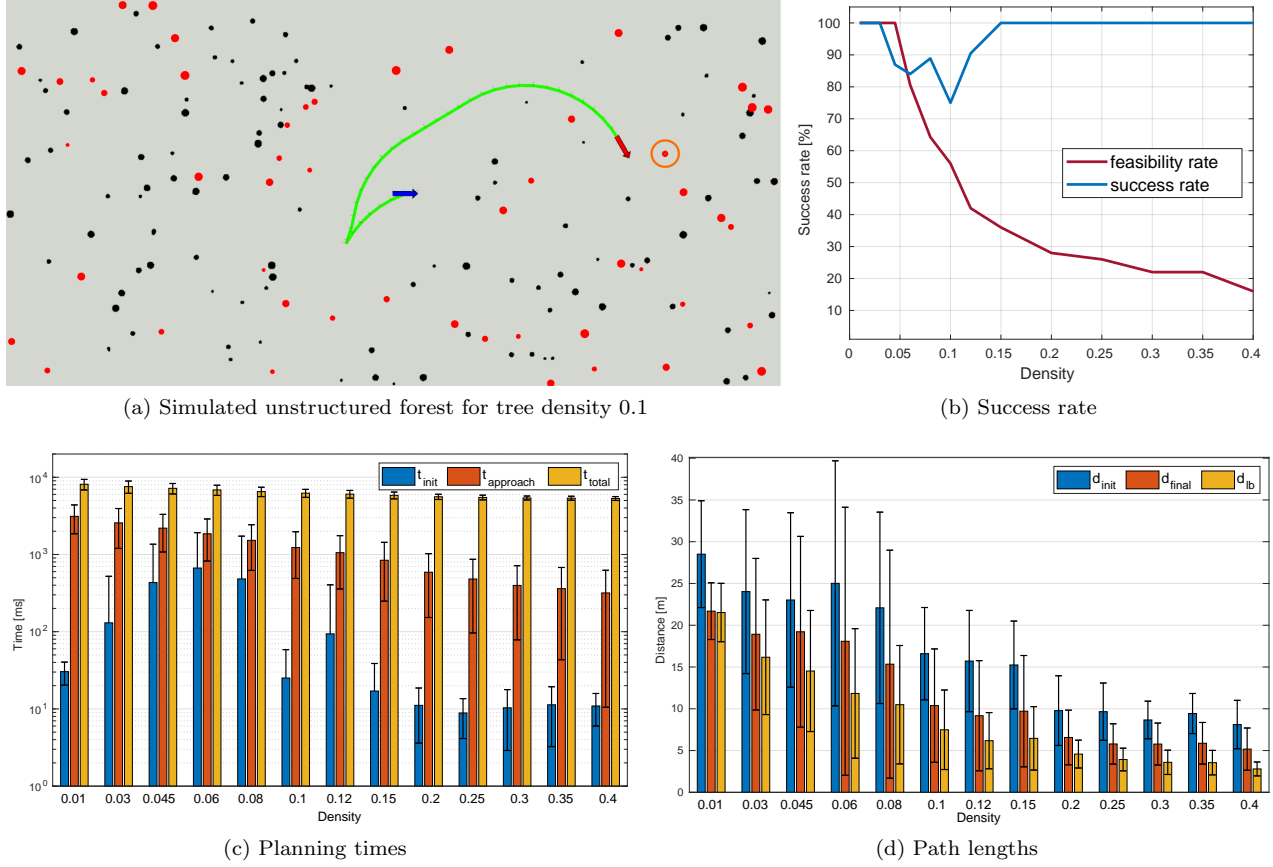 100
90
80
70
60
50
40
30
20
10
Success rate [%]
feasibility rate
success rate
0 0.05 0.1 0.15 0.2 0.25 0.3 0.35 0.4
Density
(a) Simulated unstructured forest for tree density 0.1
(b) Success rate
10^4
10^3
10^2
10^1
10^0
Time [ms]
t_init t_approach t_total
0.01 0.03 0.045 0.06 0.08 0.1 0.12 0.15 0.2 0.25 0.3 0.35 0.4
Density
(c) Planning times
40
35
30
25
20
15
10
5
0
Distance [m]
d_init d_final d_lb
0.01 0.03 0.045 0.06 0.08 0.1 0.12 0.15 0.2 0.25 0.3 0.35 0.4
Density
(d) Path lengths